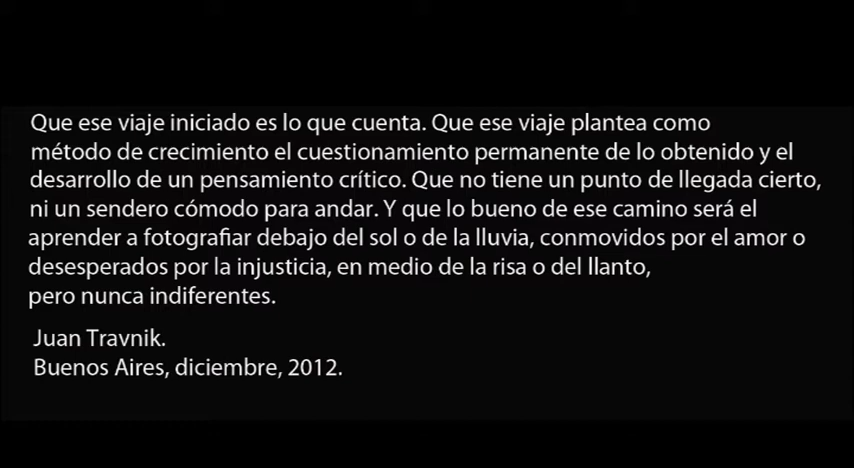 Que ese viaje iniciado es lo que cuenta. Que ese viaje plantea como
método de crecimiento el cuestionamiento permanente de lo obtenido y el
desarrollo de un pensamiento crítico. Que no tiene un punto de llegada cierto,
ni un sendero cómodo para andar. Y que lo bueno de ese camino será el
aprender a fotografiar debajo del sol o de la lluvia, conmovidos por el amor o
desesperados por la injusticia, en medio de la risa o del llanto,
pero nunca indiferentes.
Juan Travnik.
Buenos Aires, diciembre, 2012.